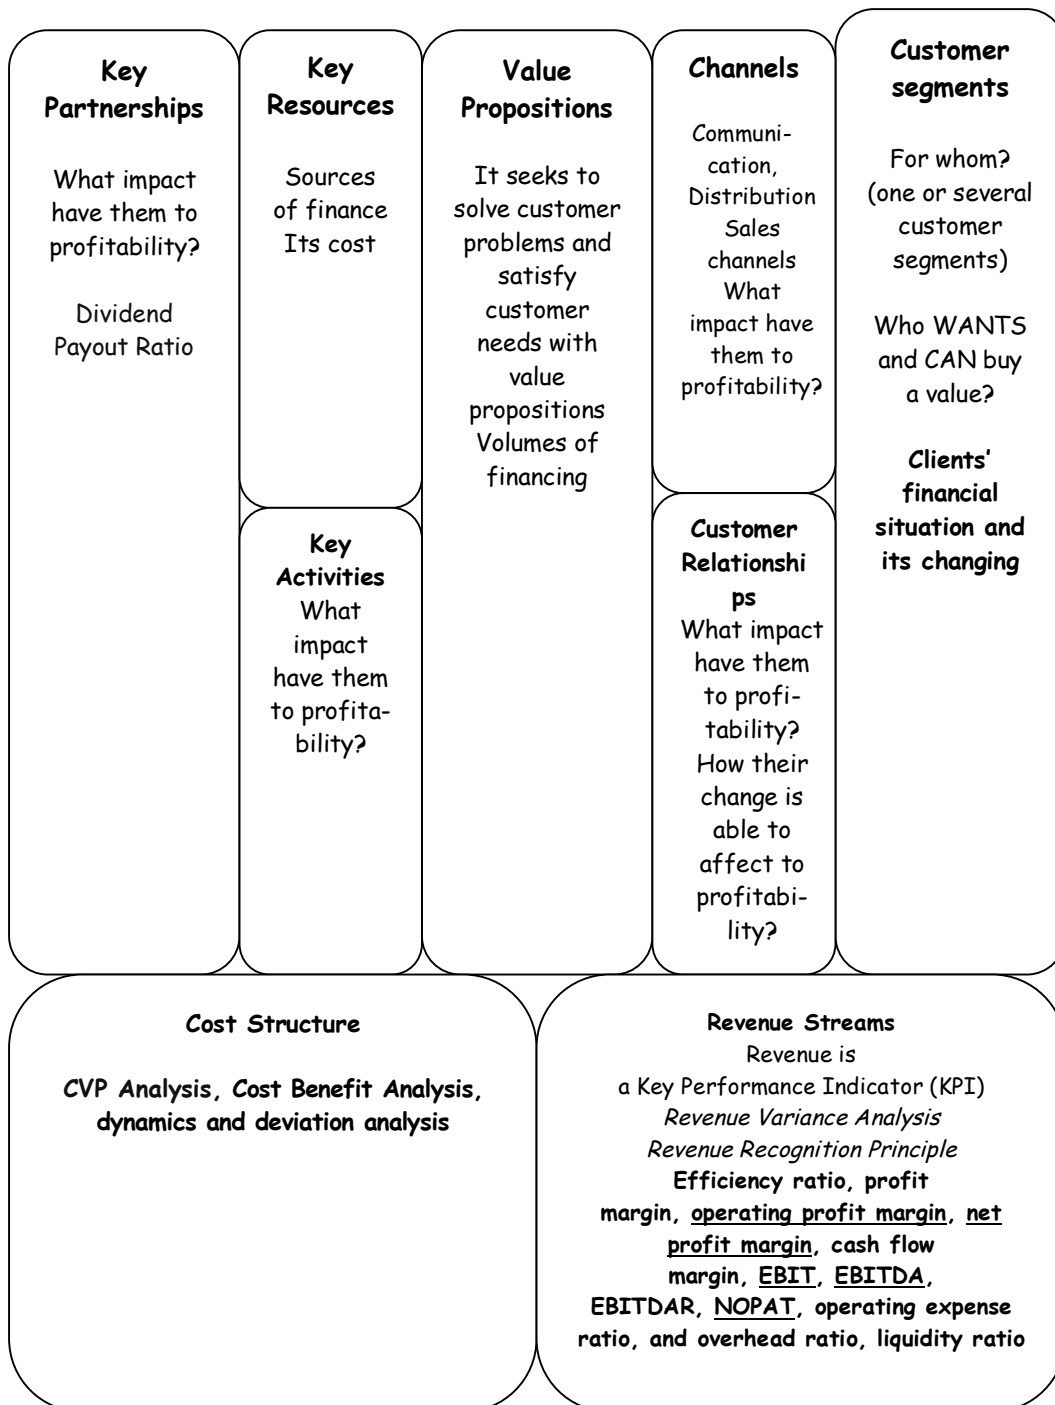 Key
Partnerships
What impact
have them to
profitability?
Dividend
Payout Ratio
Key
Resources
Sources
of finance
Its cost
Key
Activities
What
impact
have them
to profita-
bility?
Value
Propositions
It seeks to
solve customer
problems and
satisfy
customer
needs with
value
propositions
Volumes of
financing
Channels
Communi-
cation,
Distribution
Sales
channels
What
impact have
them to
profitability?
Customer
Relationshi
ps
What impact
have them
to profi-
tability?
How their
change is
able to
affect to
profitabi-
lity?
Customer
segments
For whom?
(one or several
customer
segments)
Who WANTS
and CAN buy
a value?
Clients’
financial
situation and
its changing
Cost Structure
CVP Analysis, Cost Benefit Analysis,
dynamics and deviation analysis
Revenue Streams
Revenue is
a Key Performance Indicator (KPI)
Revenue Variance Analysis
Revenue Recognition Principle
Efficiency ratio, profit
margin, operating profit margin, net
profit margin, cash flow
margin, EBIT, EBITDA,
EBITDAR, NOPAT, operating expense
ratio, and overhead ratio, liquidity ratio